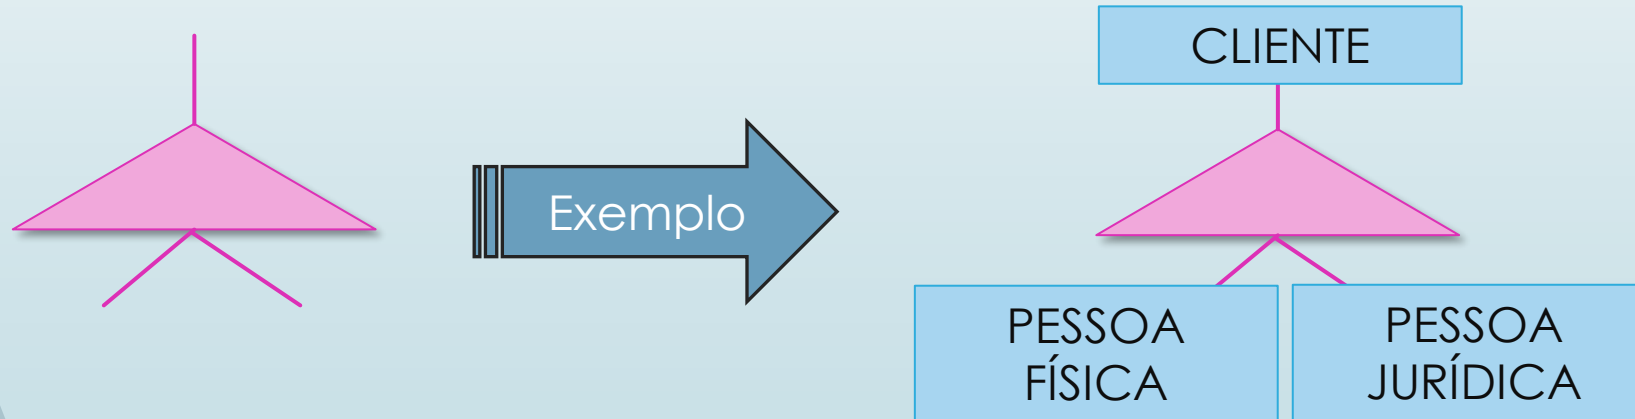 CLIENTE
Exemplo
PESSOA
FÍSICA
PESSOA
JURÍDICA